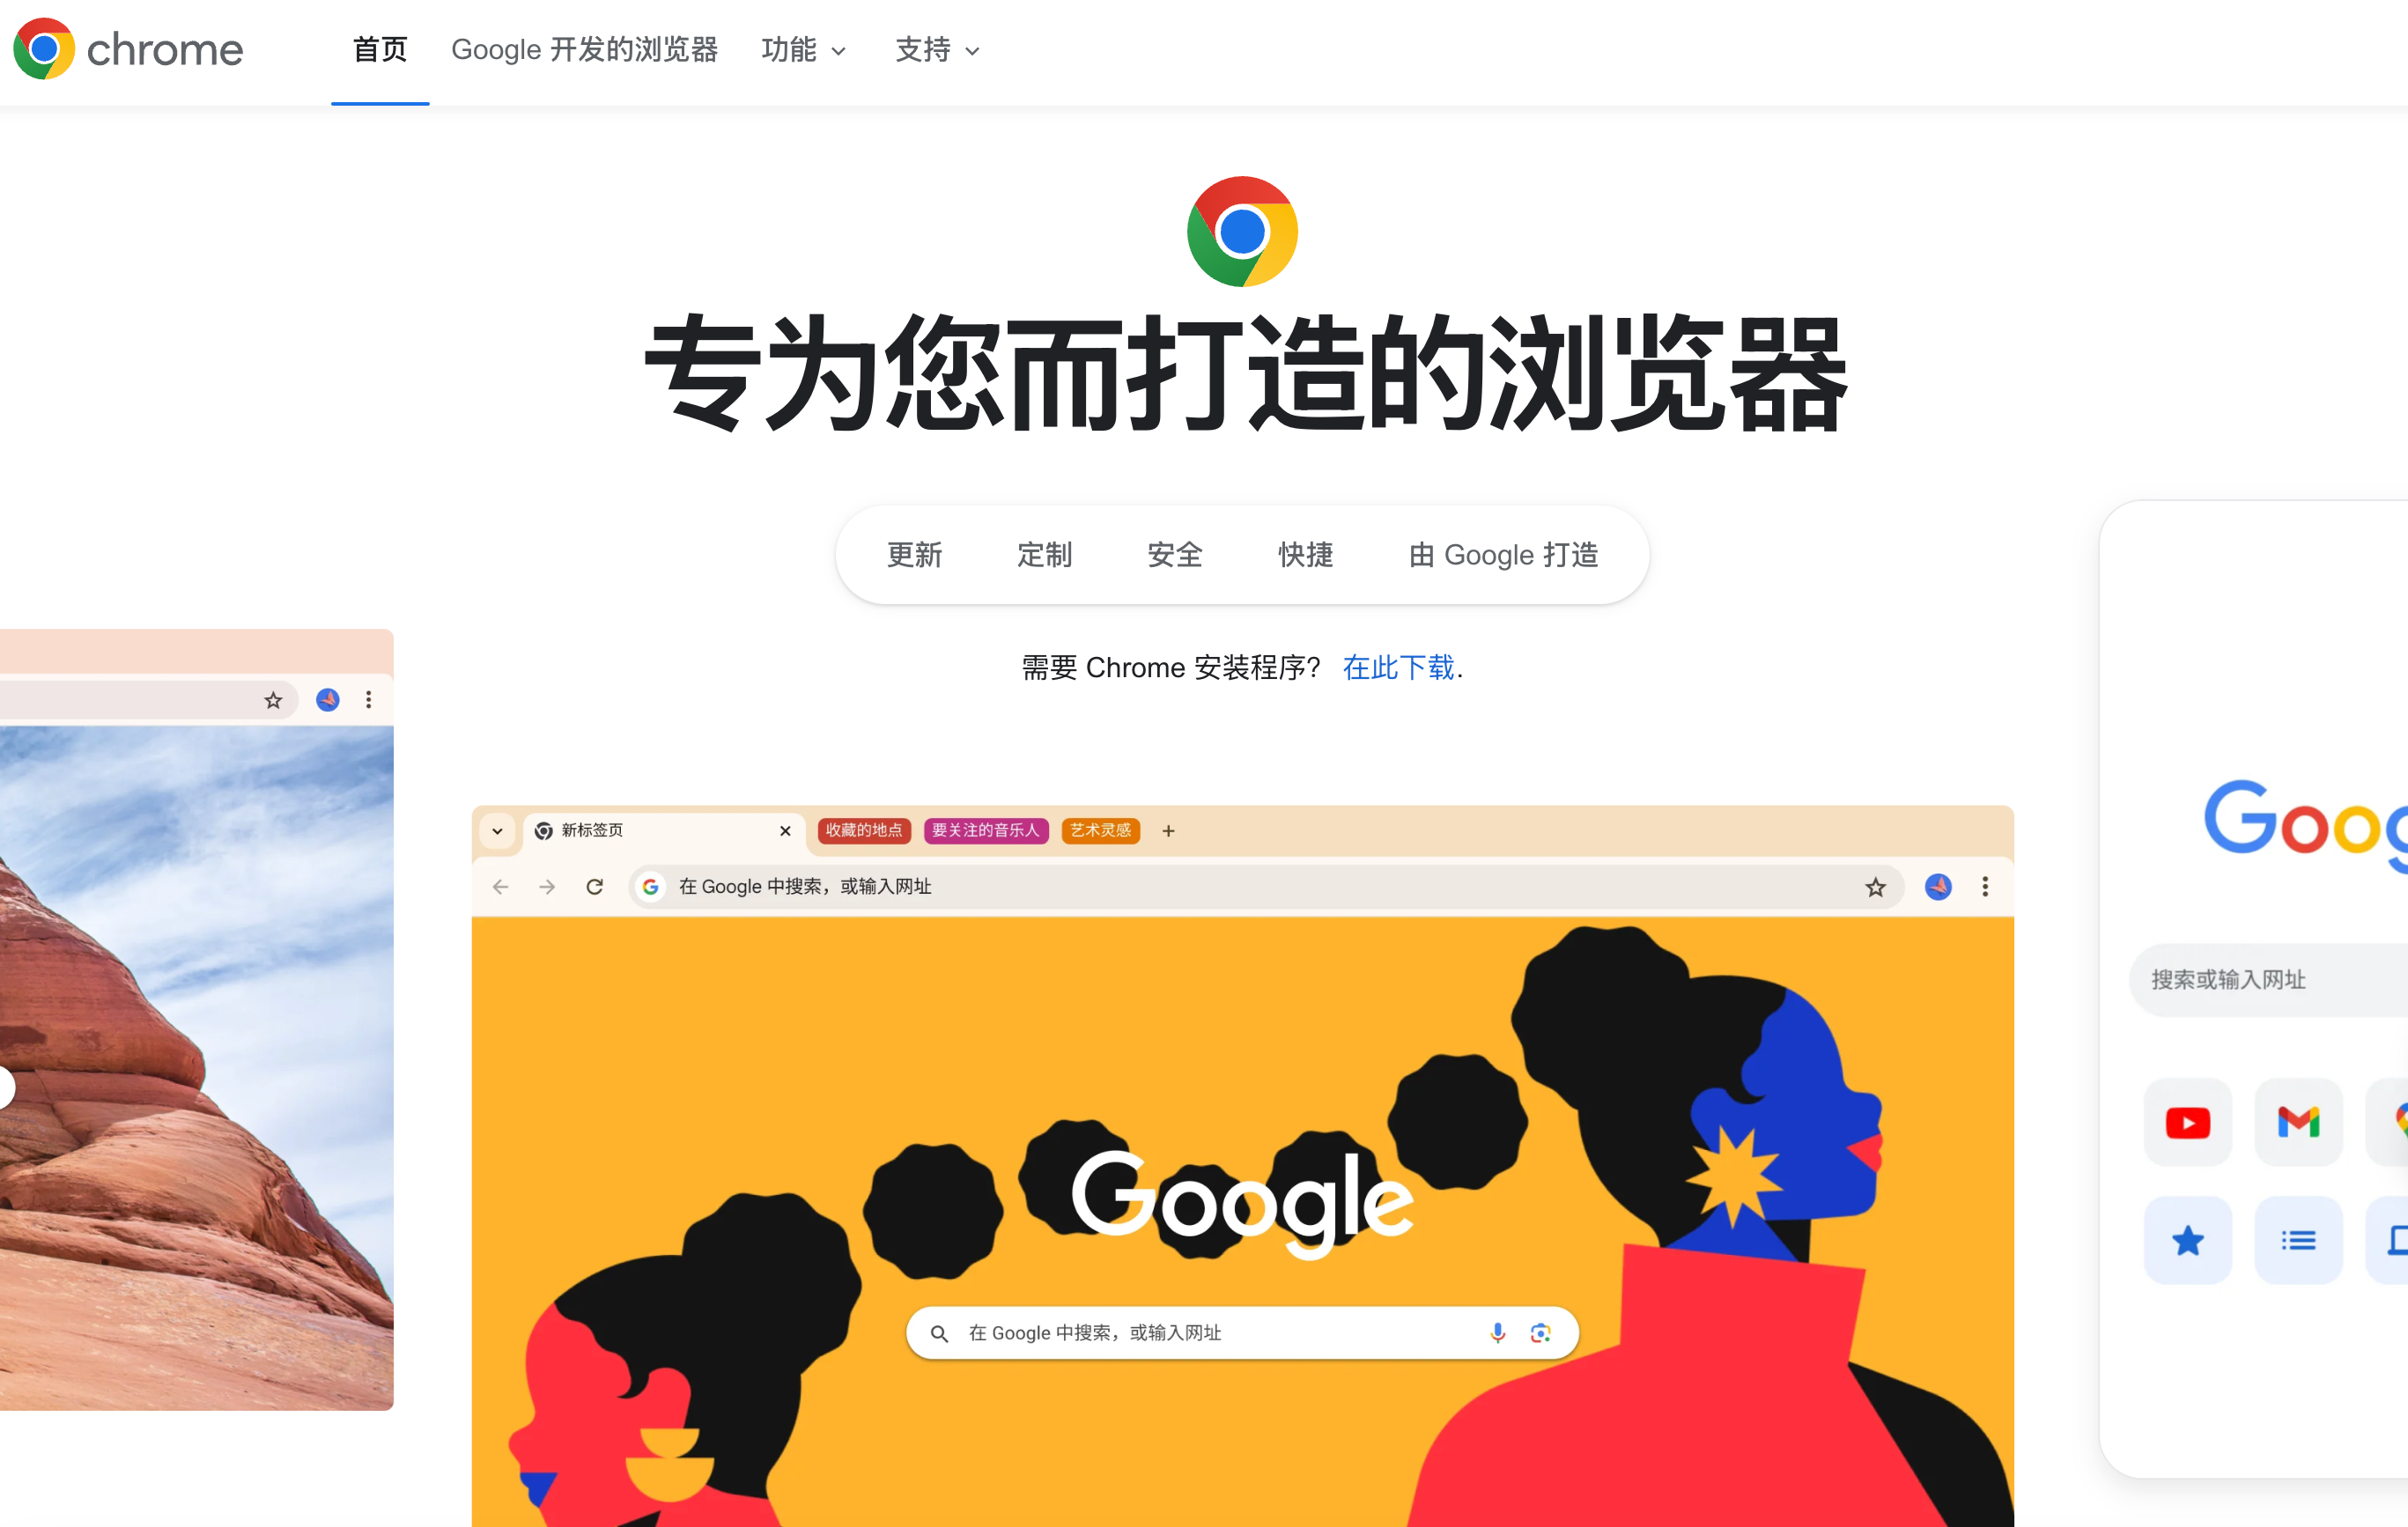 chrome
首页
Google 开发的浏览器
功能
支持
专为您而打造的浏览器
更新
定制
安全
快捷
由 Google 打造
需要 Chrome 安装程序？ 在此下载.
新标签页
收藏的地点
要关注的音乐人
艺术灵感
在 Google 中搜索，或输入网址
Google
在 Google 中搜索，或输入网址
Goog
搜索或输入网址